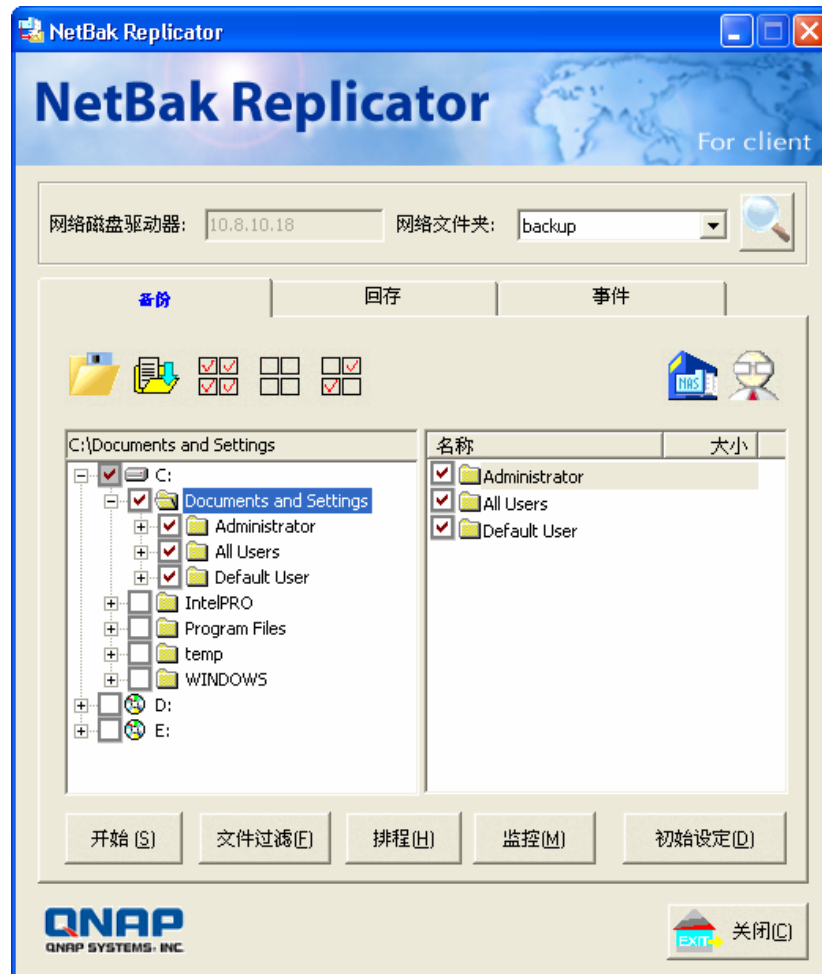 NetBak Replicator
NetBak Replicator
For client
网络磁盘驱动器: 10.8.10.18 网络文件夹: backup
备份 回存 事件
NAS
C:\Documents and Settings
名称 大小
C:
Documents and Settings
Administrator
All Users
Default User
IntelPRO
Program Files
temp
WINDOWS
D:
E:
Administrator
All Users
Default User
开始 (S) 文件过滤(F) 排程(H) 监控(M) 初始设定(D)
QNAP
QNAP SYSTEMS, INC.
EXIT 关闭(C)